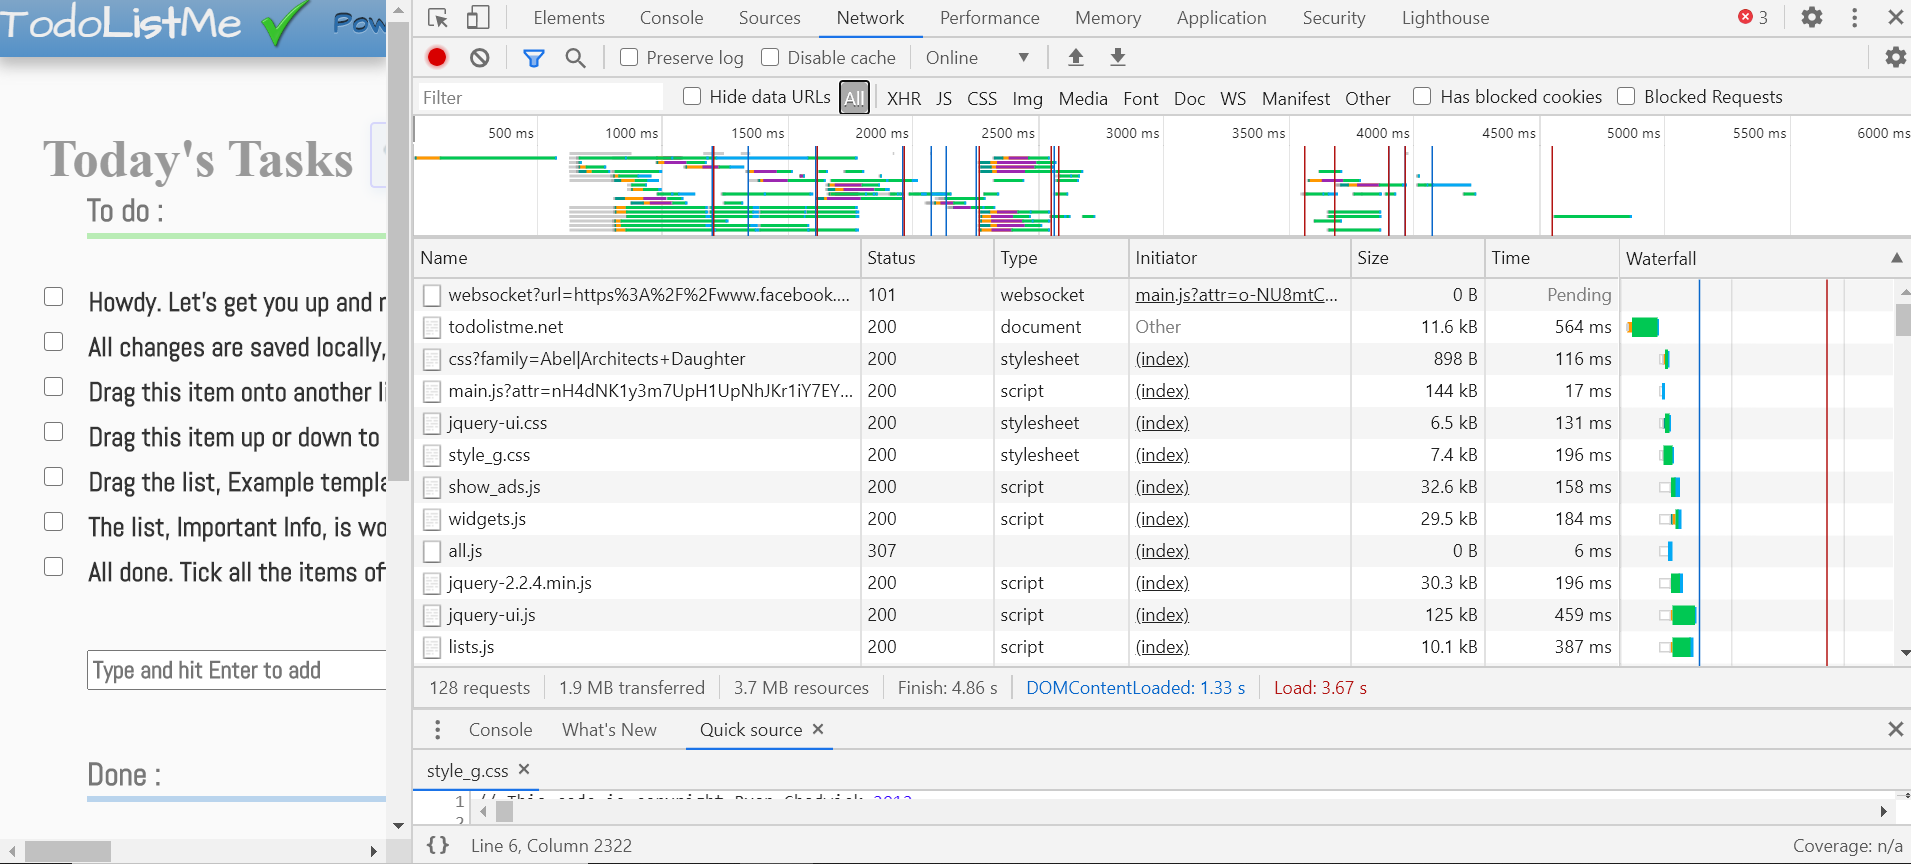 TodoListMe Pow
Today's Tasks
To do :
Howdy. Let's get you up and r
All changes are saved locally,
Drag this item onto another li
Drag this item up or down to
Drag the list, Example templa
The list, Important Info, is wo
All done. Tick all the items of
Type and hit Enter to add
Done :
Elements Console Sources Network Performance Memory Application Security Lighthouse 3
Preserve log Disable cache Online
Filter Hide data URLs All XHR JS CSS Img Media Font Doc WS Manifest Other Has blocked cookies Blocked Requests
500 ms 1000 ms 1500 ms 2000 ms 2500 ms 3000 ms 3500 ms 4000 ms 4500 ms 5000 ms 5500 ms 6000 ms
Name Status Type Initiator Size Time Waterfall
websocket?url=https%3A%2F%2Fwww.facebook.... 101 websocket main.js?attr=o-NU8mtC... 0 B Pending
todolistme.net 200 document Other 11.6 kB 564 ms
css?family=Abel|Architects+Daughter 200 stylesheet (index) 898 B 116 ms
main.js?attr=nH4dNK1y3m7UpH1UpNhJKr1iY7EY... 200 script (index) 144 kB 17 ms
jquery-ui.css 200 stylesheet (index) 6.5 kB 131 ms
style_g.css 200 stylesheet (index) 7.4 kB 196 ms
show_ads.js 200 script (index) 32.6 kB 158 ms
widgets.js 200 script (index) 29.5 kB 184 ms
all.js 307 (index) 0 B 6 ms
jquery-2.2.4.min.js 200 script (index) 30.3 kB 196 ms
jquery-ui.js 200 script (index) 125 kB 459 ms
lists.js 200 script (index) 10.1 kB 387 ms
128 requests 1.9 MB transferred 3.7 MB resources Finish: 4.86 s DOMContentLoaded: 1.33 s Load: 3.67 s
Console What's New Quick source
style_g.css
1 // This code is copyright Ryan Shadwick 2012
2
{} Line 6, Column 2322 Coverage: n/a